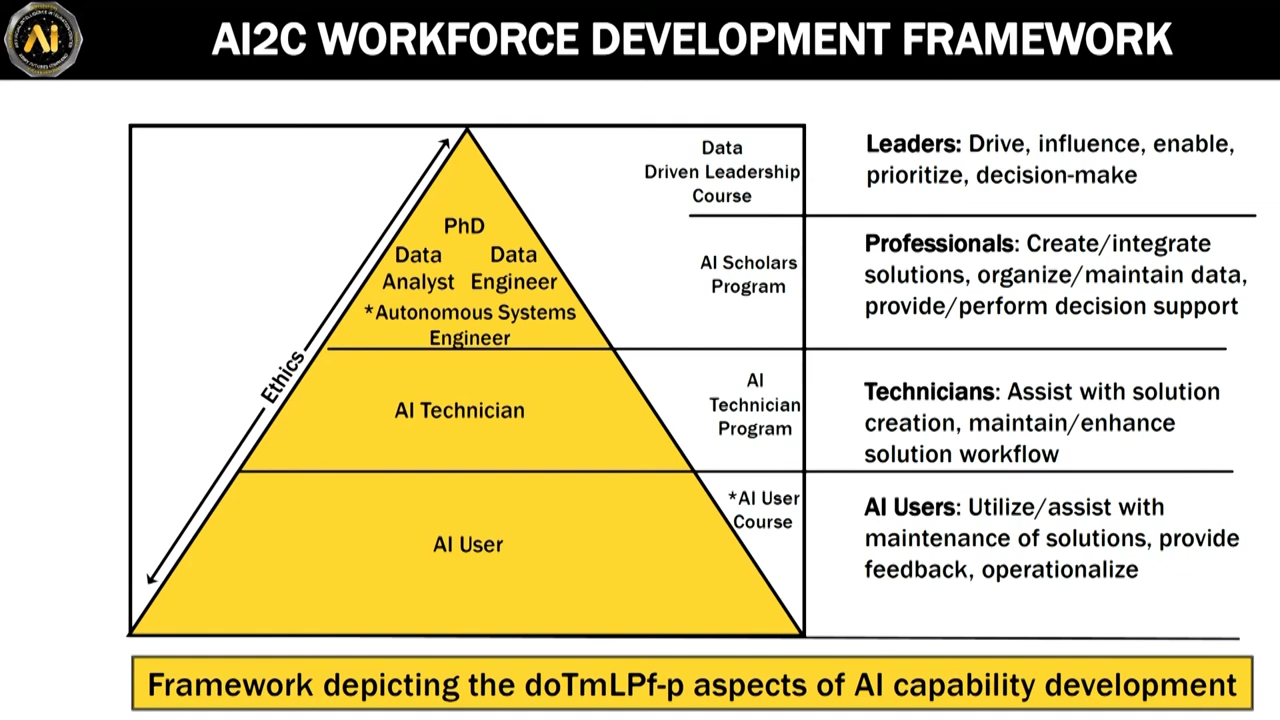 Ai
AI2C WORKFORCE DEVELOPMENT FRAMEWORK
Data
Driven Leadership
Course
Leaders: Drive, influence, enable,
prioritize, decision-make
PhD
Data Data
Analyst Engineer
*Autonomous Systems
Engineer
AI Scholars
Program
Professionals: Create/integrate
solutions, organize/maintain data,
provide/perform decision support
Ethics
AI Technician
AI
Technician
Program
Technicians: Assist with solution
creation, maintain/enhance
solution workflow
AI User
*AI User
Course
AI Users: Utilize/assist with
maintenance of solutions, provide
feedback, operationalize
Framework depicting the doTmLPf-p aspects of AI capability development